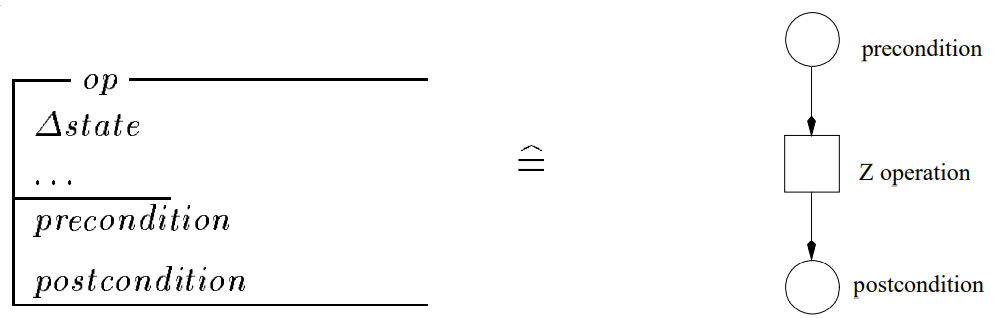 op
Δstate
...
precondition
postcondition
≙
precondition
Z operation
postcondition